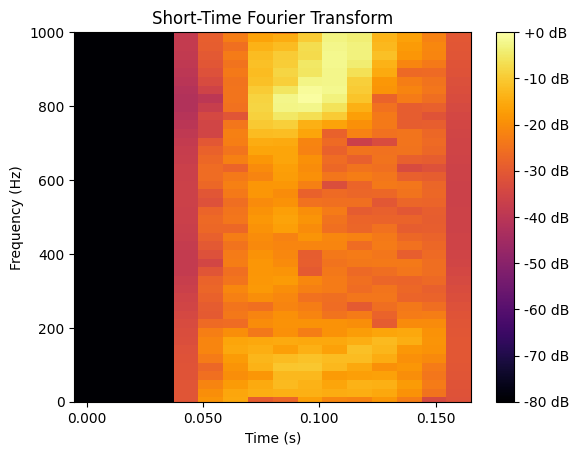 Short-Time Fourier Transform
Frequency (Hz)
1000
800
600
400
200
0
0.000
0.050
0.100
0.150
Time (s)
+0 dB
-10 dB
-20 dB
-30 dB
-40 dB
-50 dB
-60 dB
-70 dB
-80 dB